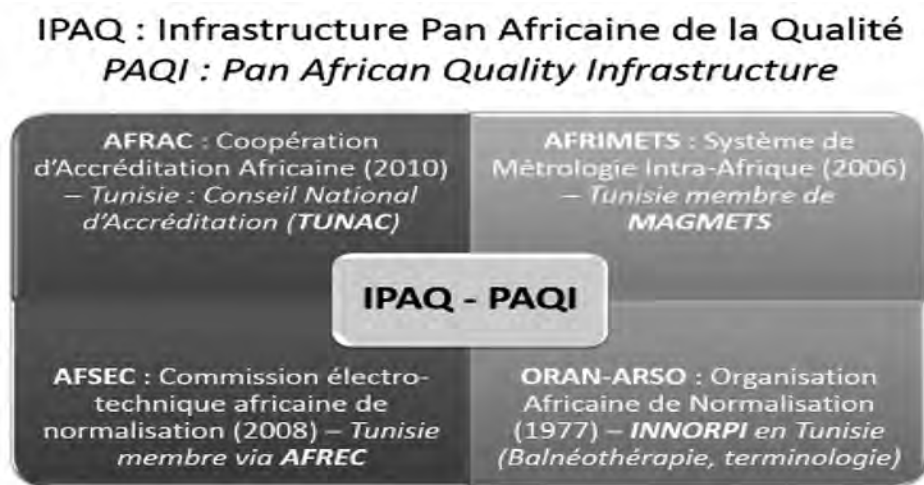 IPAQ : Infrastructure Pan Africaine de la Qualité
PAQI : Pan African Quality Infrastructure
AFRAC : Coopération
d'Accréditation Africaine (2010)
– Tunisie : Conseil National
d'Accréditation (TUNAC)
AFRIMETS : Système de
Métrologie Intra-Afrique (2006)
– Tunisie membre de
MAGMETS
IPAQ - PAQI
AFSEC : Commission électro-
technique africaine de
normalisation (2008) – Tunisie
membre via AFREC
ORAN-ARSO : Organisation
Africaine de Normalisation
(1977) – INNORPI en Tunisie
(Balnéothérapie, terminologie)